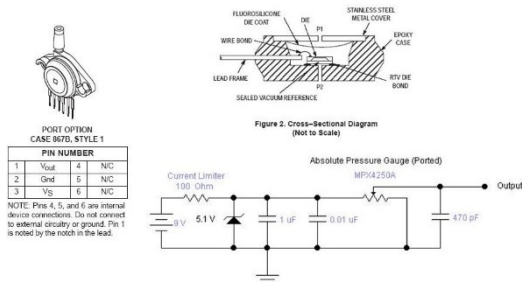 PORT OPTION
CASE 867B, STYLE 1
PIN NUMBER
1 Vout 4 N/C
2 Gnd 5 N/C
3 VS 6 N/C
NOTE: Pins 4, 5, and 6 are internal
device connections. Do not connect
to external circuitry or ground. Pin 1
is noted by the notch in the lead.
FLUOROSILICONE
DIE COAT
DIE
P1
STAINLESS STEEL
METAL COVER
EPOXY
CASE
WIRE BOND
LEAD FRAME
P2
RTV DIE
BOND
SEALED VACUUM REFERENCE
Figure 2. Cross–Sectional Diagram
(Not to Scale)
Absolute Pressure Gauge (Ported)
Current Limiter
100 Ohm
MPX4250A
Output
9 V
5.1 V
1 uF
0.01 uF
470 pF